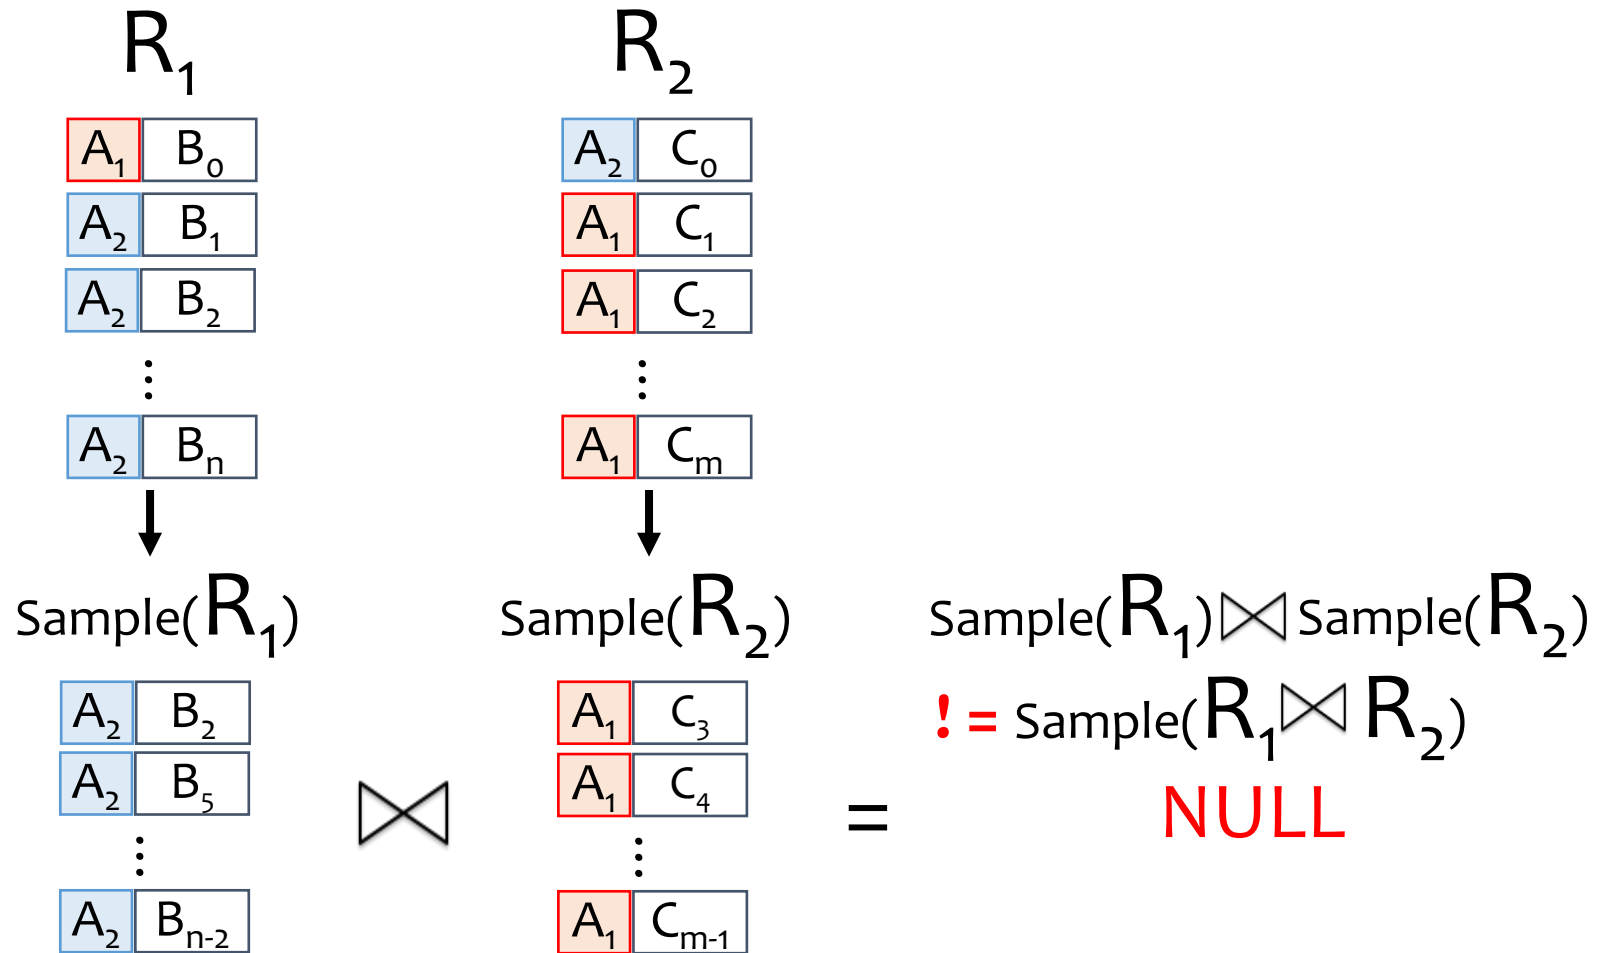 R1 R2
A1 B0 A2 C0
A2 B1 A1 C1
A2 B2 A1 C2
⋮ ⋮
A2 Bn A1 Cm
Sample(R1) Sample(R2) Sample(R1)⋈Sample(R2)
A2 B2 A1 C3 != Sample(R1⋈R2)
A2 B5 ⋈ A1 C4 = NULL
⋮ ⋮
A2 Bn-2 A1 Cm-1